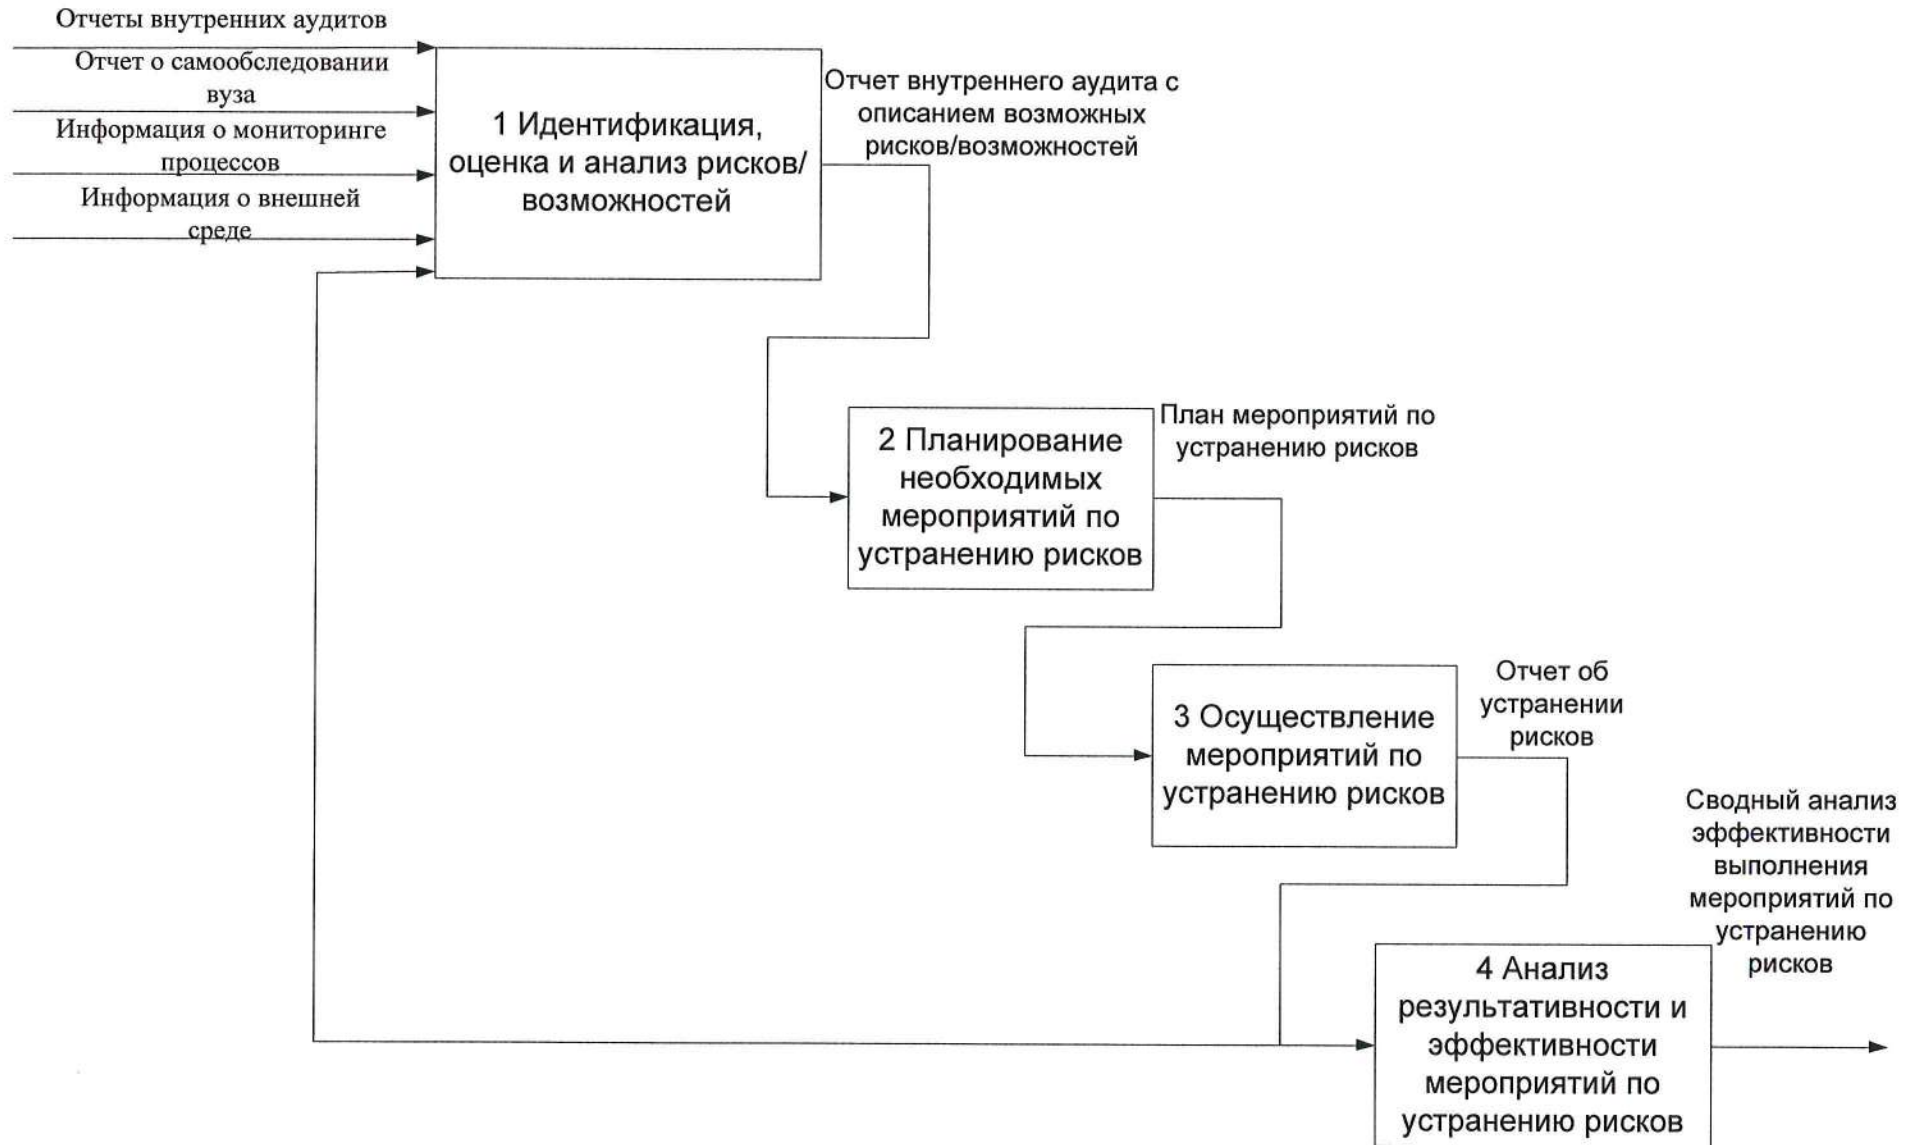 Отчеты внутренних аудитов
Отчет о самообследовании
вуза
Информация о мониторинге
процессов
Информация о внешней
среде
1 Идентификация,
оценка и анализ рисков/
возможностей
Отчет внутреннего аудита с
описанием возможных
рисков/возможностей
2 Планирование
необходимых
мероприятий по
устранению рисков
План мероприятий по
устранению рисков
3 Осуществление
мероприятий по
устранению рисков
Отчет об
устранении
рисков
4 Анализ
результативности и
эффективности
мероприятий по
устранению рисков
Сводный анализ
эффективности
выполнения
мероприятий по
устранению
рисков